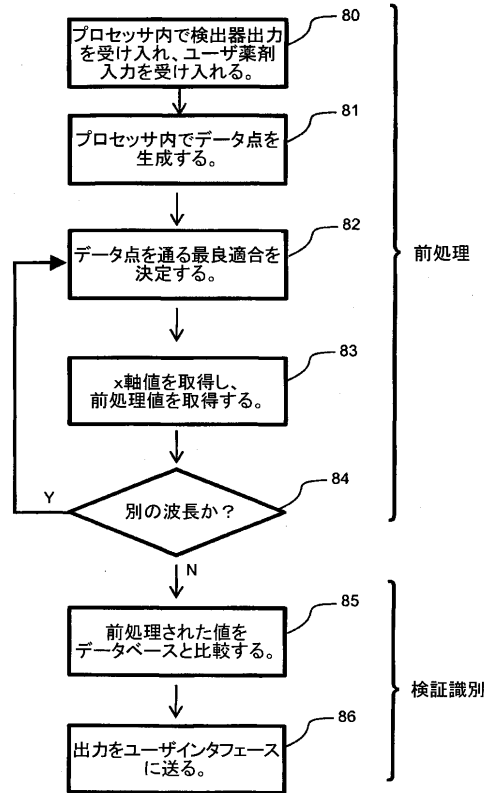 80
プロセッサ内で検出器出力
を受け入れ、ユーザ薬剤
入力を受け入れる。
81
プロセッサ内でデータ点を
生成する。
82
データ点を通る最良適合を
決定する。
前処理
83
x軸値を取得し、
前処理値を取得する。
84
Y
別の波長か？
N
85
前処理された値を
データベースと比較する。
検証識別
86
出力をユーザインタフェース
に送る。